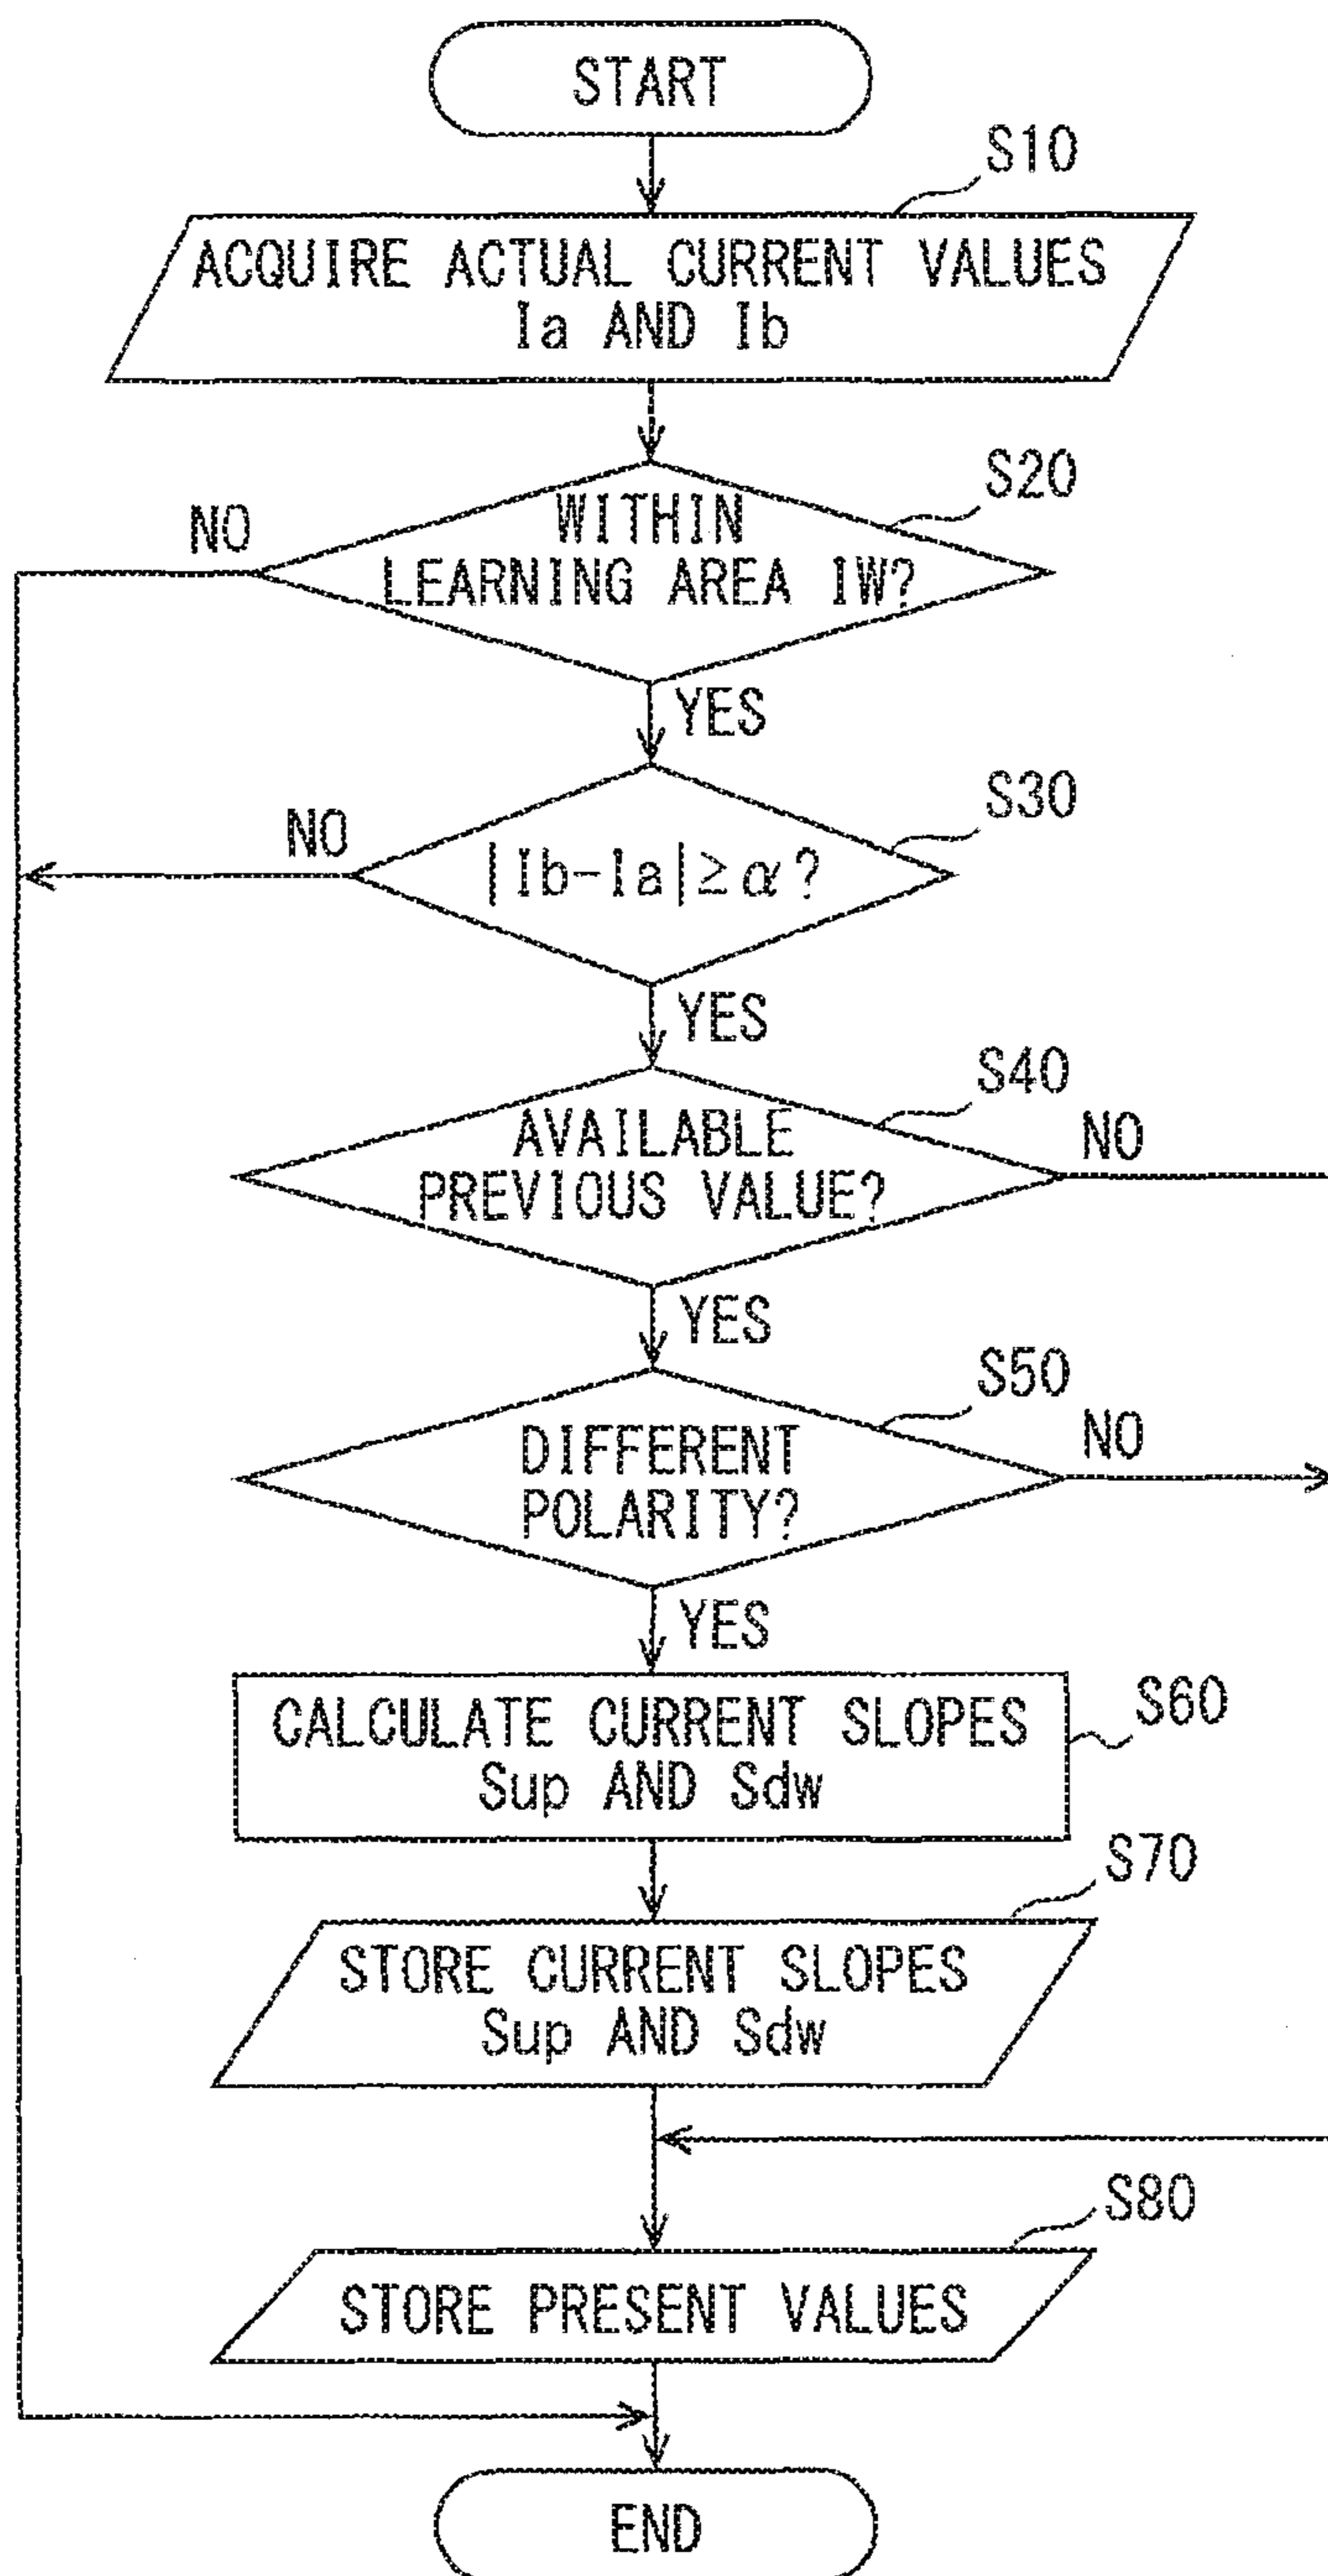 START
S10
ACQUIRE ACTUAL CURRENT VALUES
Ia AND Ib
S20
NO
WITHIN
LEARNING AREA IW?
YES
S30
NO
|Ib-Ia|≥α?
YES
S40
NO
AVAILABLE
PREVIOUS VALUE?
YES
S50
NO
DIFFERENT
POLARITY?
YES
S60
CALCULATE CURRENT SLOPES
Sup AND Sdw
S70
STORE CURRENT SLOPES
Sup AND Sdw
S80
STORE PRESENT VALUES
END